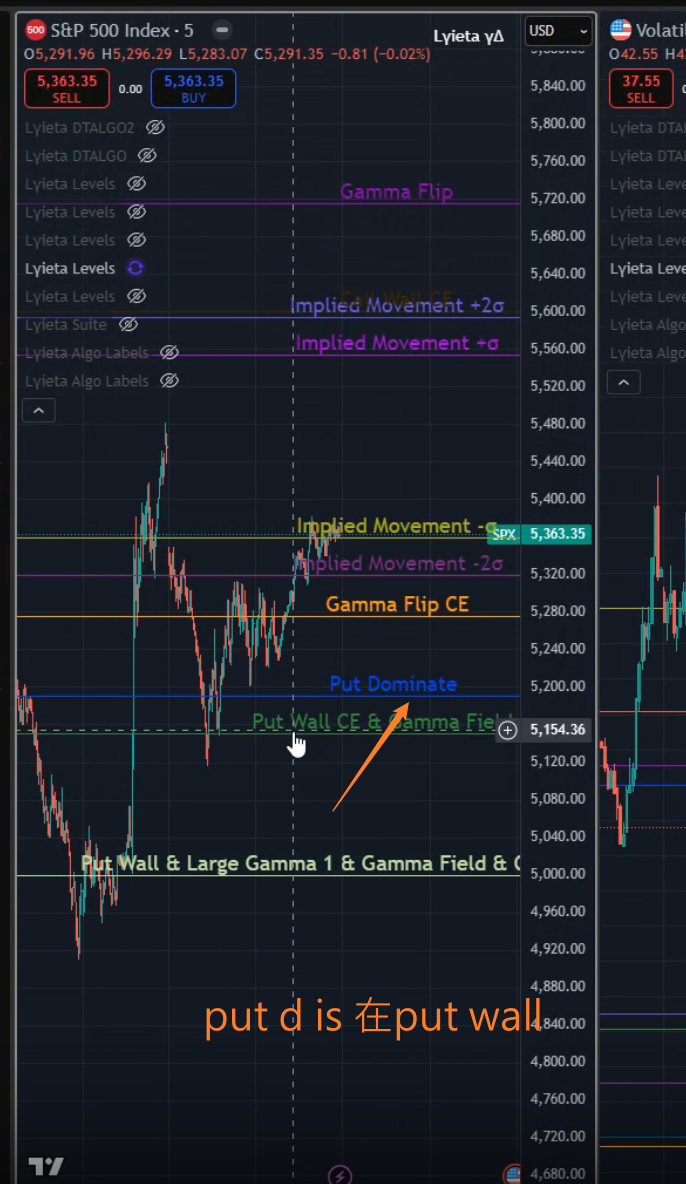 500 S&P 500 Index · 5
Lyieta γΔ
USD
O5,291.96 H5,296.29 L5,283.07 C5,291.35 −0.81 (−0.02%)
5,363.35
SELL
0.00
5,363.35
BUY
Lyieta DTALGO2
Lyieta DTALGO
Lyieta Levels
Lyieta Levels
Lyieta Levels
Lyieta Levels
Lyieta Levels
Lyieta Suite
Lyieta Algo Labels
Lyieta Algo Labels
Gamma Flip
Call Wall CE
Implied Movement +2σ
Implied Movement +σ
Implied Movement -σ
SPX 5,363.35
Implied Movement -2σ
Gamma Flip CE
Put Dominate
Put Wall CE & Gamma Field
5,154.36
Put Wall & Large Gamma 1 & Gamma Field & C
put d is 在put wall
5,840.00
5,800.00
5,760.00
5,720.00
5,680.00
5,640.00
5,600.00
5,560.00
5,520.00
5,480.00
5,440.00
5,400.00
5,320.00
5,280.00
5,240.00
5,200.00
5,120.00
5,080.00
5,040.00
5,000.00
4,960.00
4,920.00
4,880.00
4,840.00
4,800.00
4,760.00
4,720.00
4,680.00
Volatil
O42.55 H4
37.55
SELL
Lyieta DTA
Lyieta DTA
Lyieta Leve
Lyieta Leve
Lyieta Leve
Lyieta Leve
Lyieta Leve
Lyieta Algo
Lyieta Algo